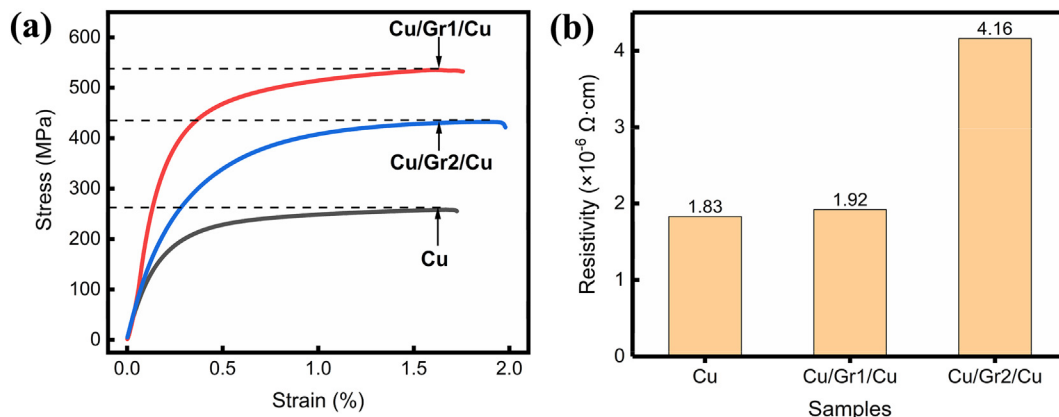 (a)
Stress (MPa)
600
500
400
300
200
100
0
Cu/Gr1/Cu
Cu/Gr2/Cu
Cu
0.0 0.5 1.0 1.5 2.0
Strain (%)
(b)
Resistivity (×10⁻⁶ Ω·cm)
4
3
2
1
0
1.83
1.92
4.16
Cu Cu/Gr1/Cu Cu/Gr2/Cu
Samples